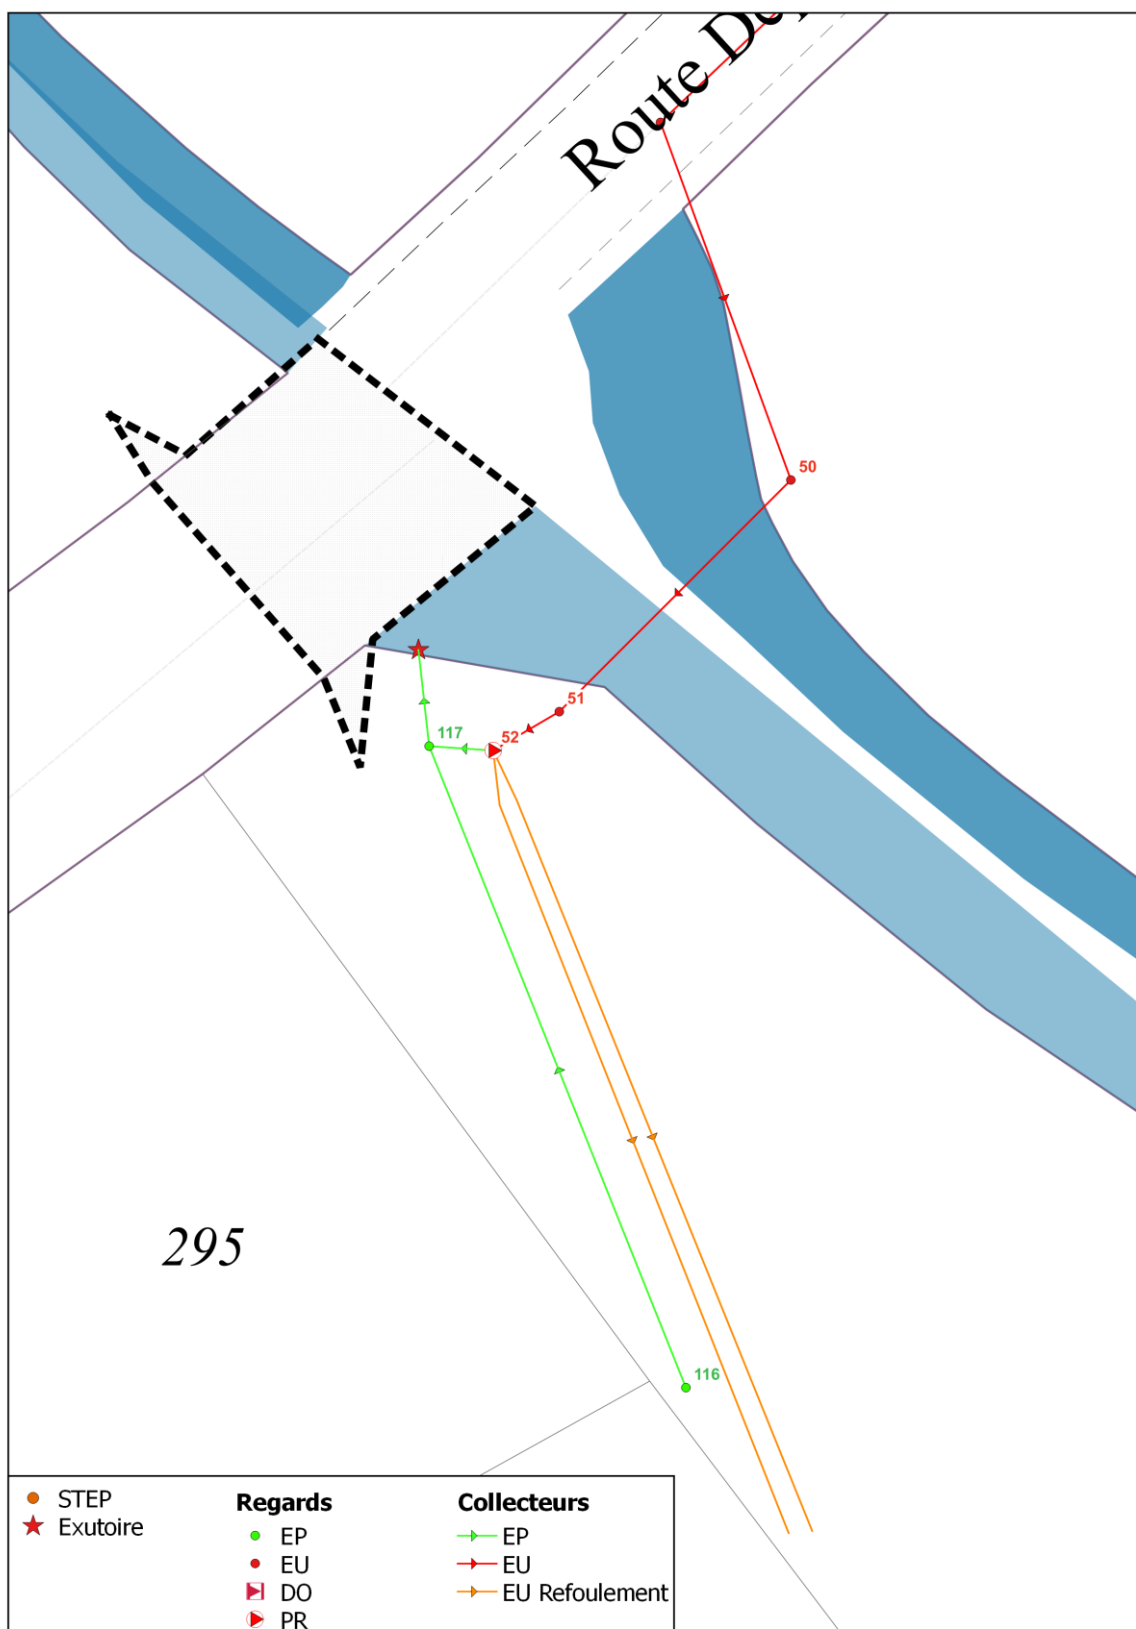 Route
50
51
52
117
295
116
STEP
Exutoire
Regards
EP
EU
DO
PR
Collecteurs
EP
EU
EU Refoulement